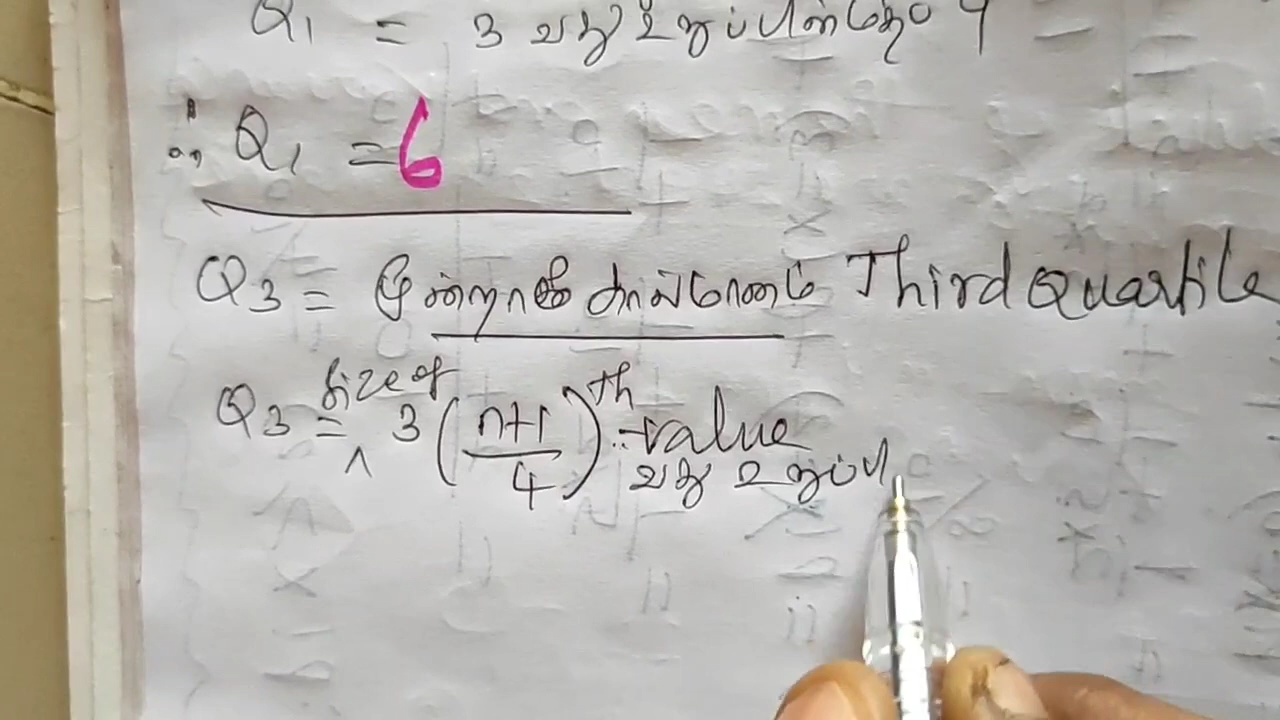 Q1 = 3 வது உறுப்பின்
∴ Q1 = 6
Q3 = மூன்றாம் கால்மானம் Third Quartile
Q3 = size of 3 (n+1/4)th value
வது உறுப்பி